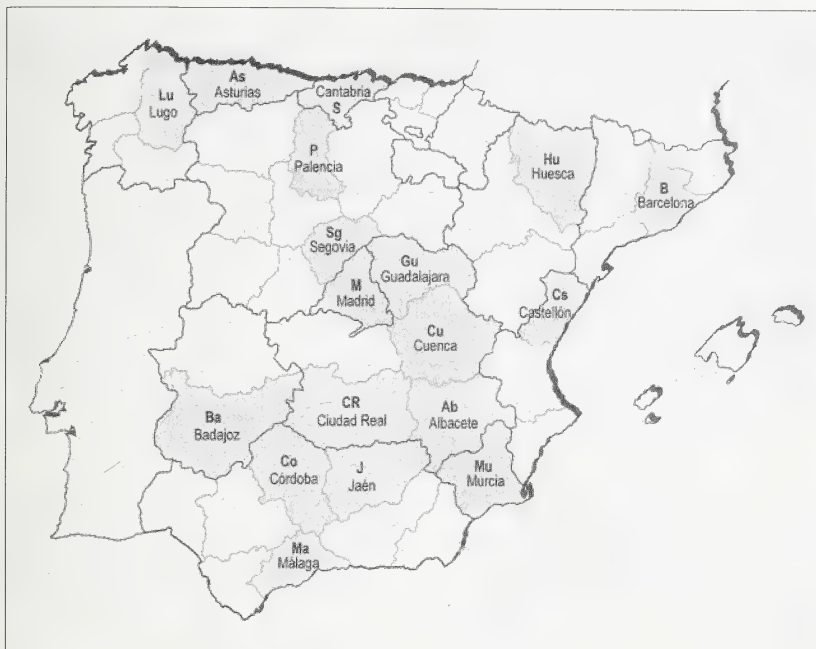 As
Asturias
Cantabria
S
Lu
Lugo
P
Palencia
Hu
Huesca
B
Barcelona
Sg
Segovia
Gu
Guadalajara
M
Madrid
Cs
Castellón
Cu
Cuenca
CR
Ciudad Real
Ab
Albacete
Ba
Badajoz
Co
Córdoba
J
Jaén
Mu
Murcia
Ma
Málaga